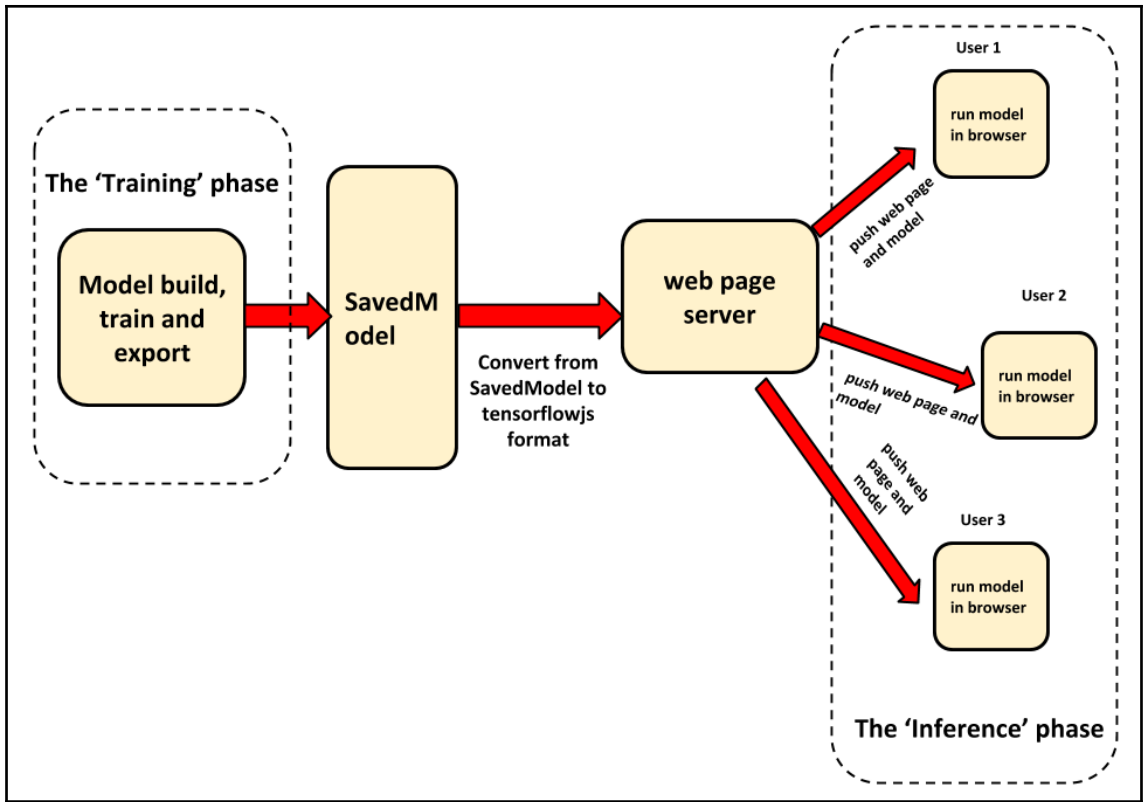 The ‘Training’ phase
Model build,
train and
export
SavedM
odel
Convert from
SavedModel to
tensorflowjs
format
web page
server
push web page
and model
push web page and
model
push web
page and
model
User 1
run model
in browser
User 2
run model
in browser
User 3
run model
in browser
The ‘Inference’ phase